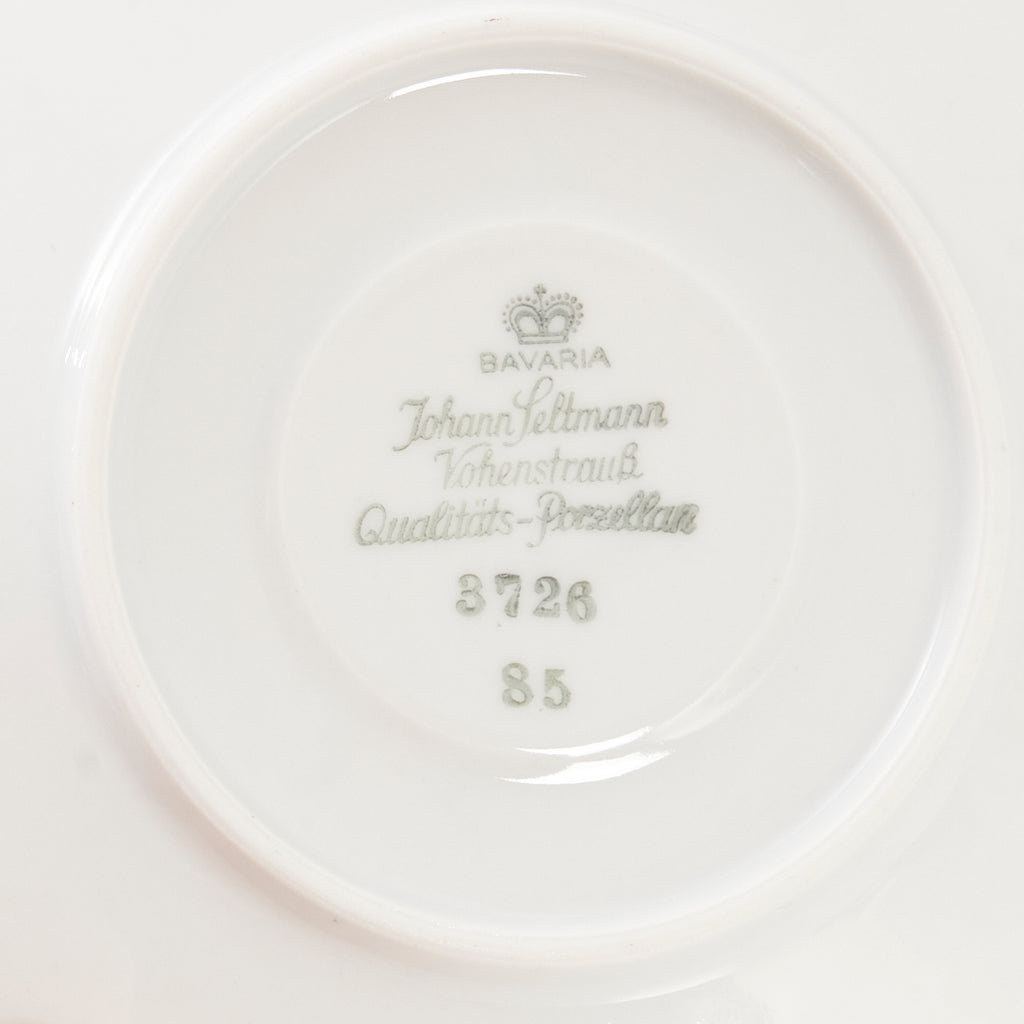 BAVARIA
Johann Seltmann
Vohenstrauß
Qualitäts-Porzellan
3726
85